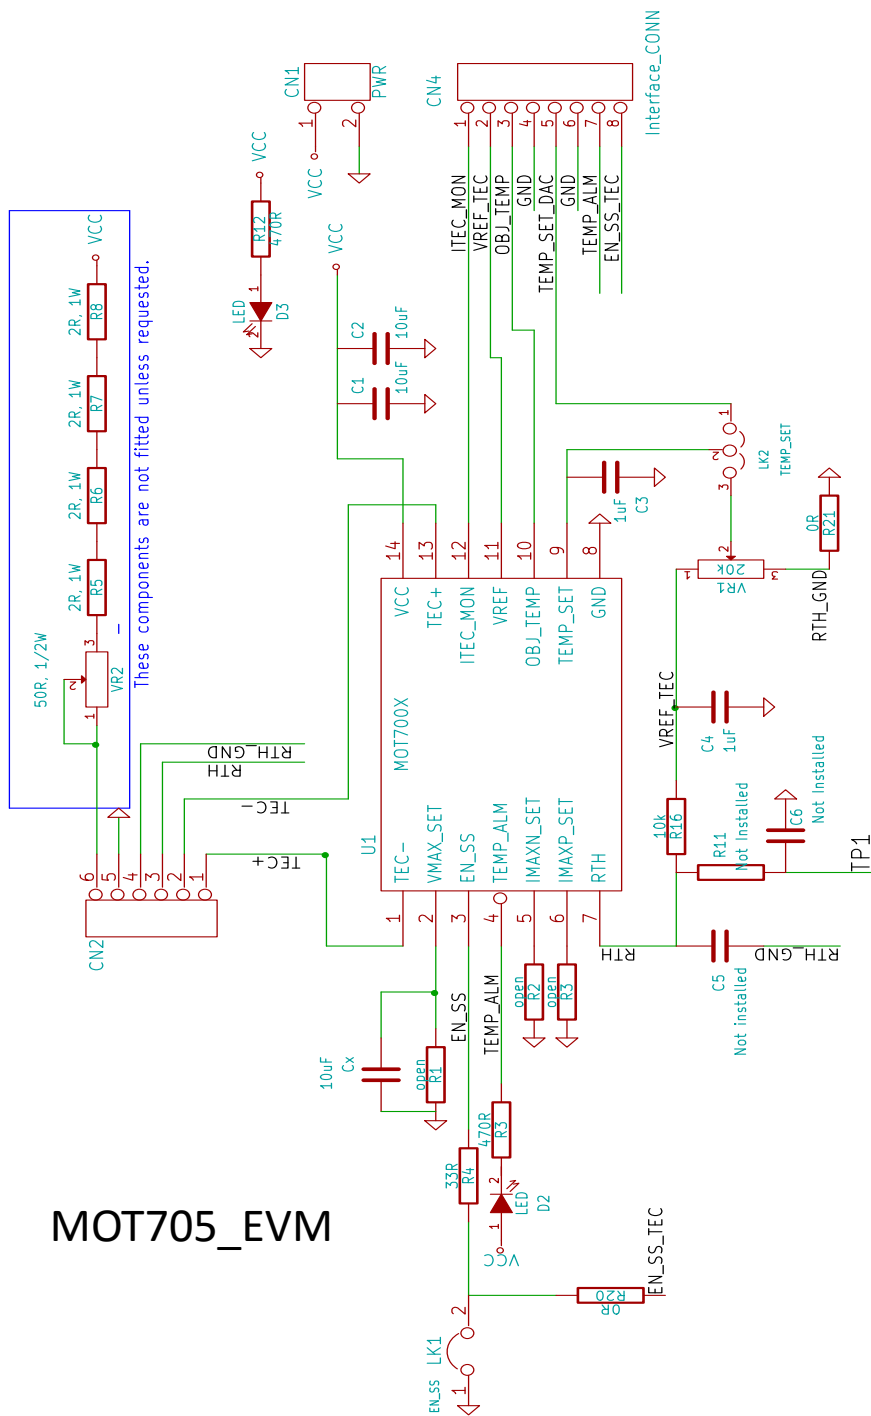 CN1
PWR
1
2
VCC
CN4
Interface_CONN
1
2
3
4
5
6
7
8
ITEC_MON
VREF_TEC
OBJ_TEMP
GND
TEMP_SET_DAC
GND
TEMP_ALM
EN_SS_TEC
VCC
R12
470R
1
LED
2
D3
VCC
2R, 1W
R8
2R, 1W
R7
2R, 1W
R6
2R, 1W
R5
VCC
3
50R, 1/2W
2
VR2
1
_
These components are not fitted unless requested.
C2
10uF
C1
10uF
1
2
3
LK2
TEMP_SET
1uF
C3
0R
R21
2
1
20k
3
VR1
RTH_GND
14
13
12
11
10
9
8
VCC
TEC+
ITEC_MON
VREF
OBJ_TEMP
TEMP_SET
GND
MOT700X
U1
TEC-
VMAX_SET
EN_SS
TEMP_ALM
IMAXN_SET
IMAXP_SET
RTH
1
2
3
4
5
6
7
RTH_GND
RTH
TEC-
TEC+
6
5
4
3
2
1
CN2
VREF_TEC
C4
1uF
10k
R16
R11
Not Installed
C6
Not Installed
TP1
RTH
C5
Not installed
RTH_GND
10uF
Cx
open
R1
EN_SS
TEMP_ALM
open
R2
open
R3
33R
R4
470R
R3
2
LED
D2
1
VCC
MOT705_EVM
EN_SS_TEC
R20
0R
2
LK1
1
EN_SS